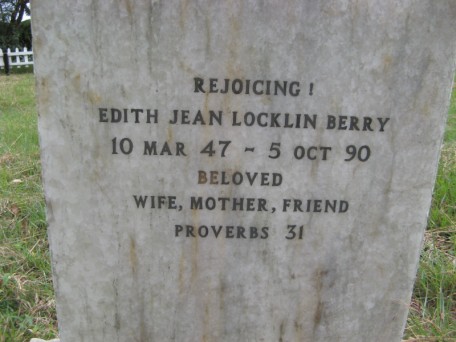 REJOICING!
EDITH JEAN LOCKLIN BERRY
10 MAR 47 - 5 OCT 90
BELOVED
WIFE, MOTHER, FRIEND
PROVERBS 31